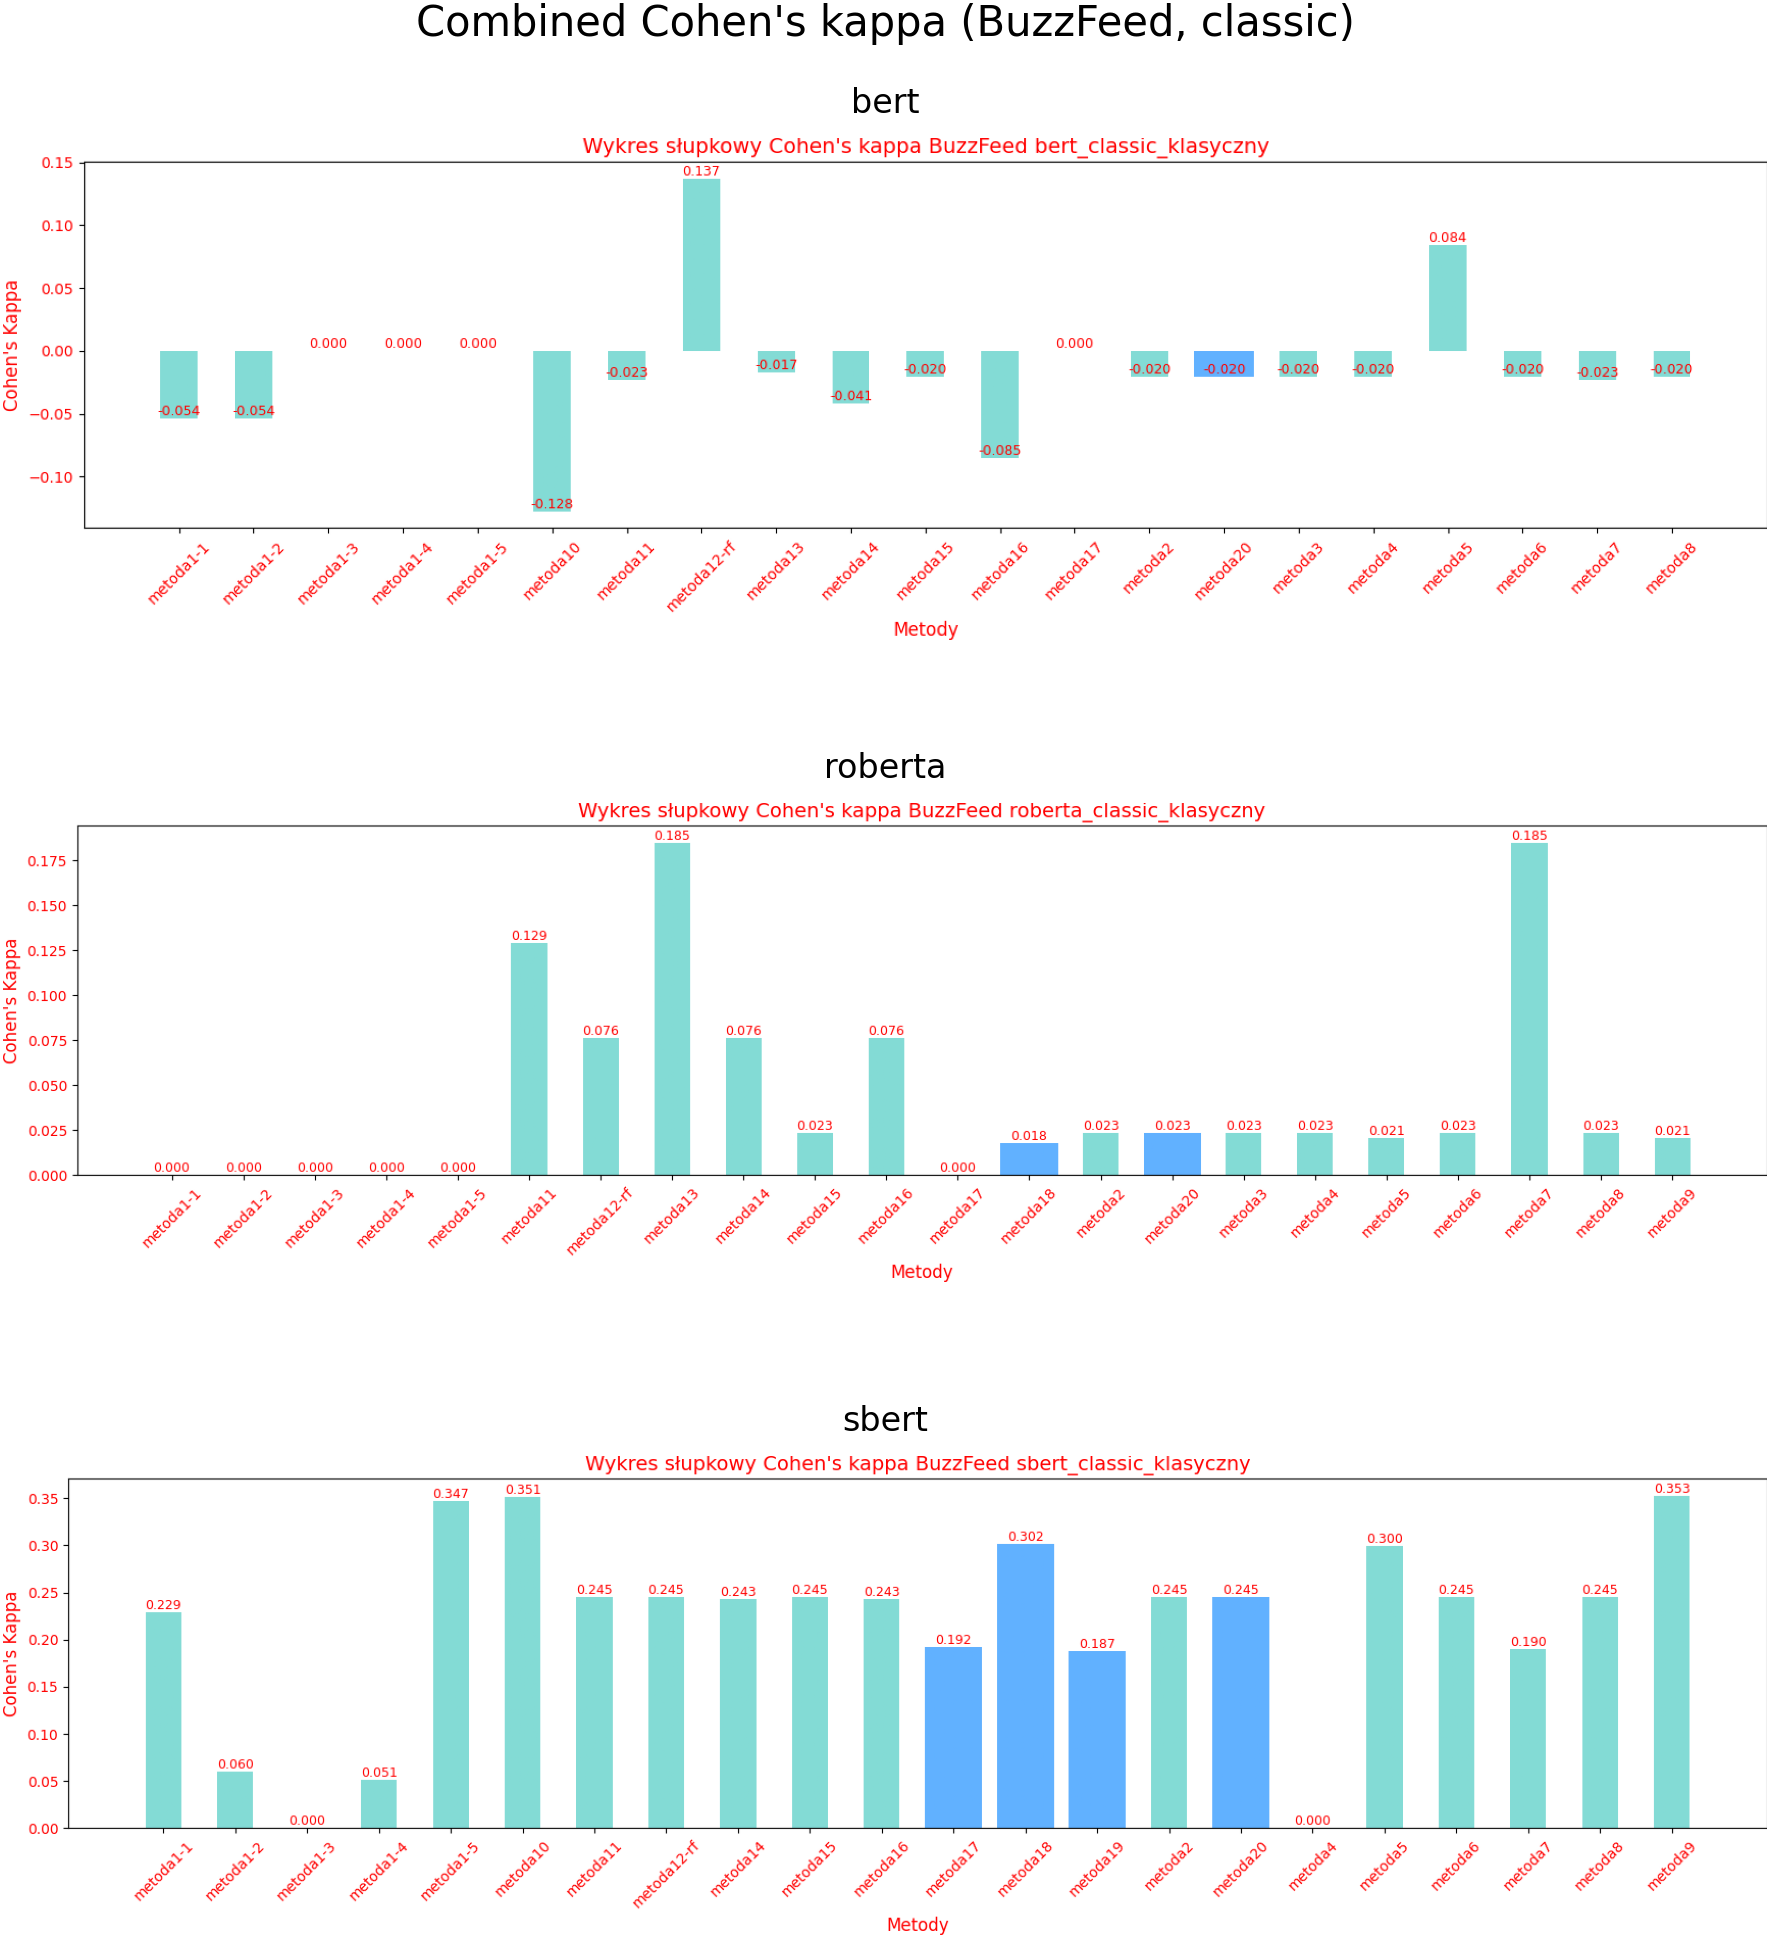 Combined Cohen's kappa (BuzzFeed, classic)
bert
Wykres słupkowy Cohen's kappa BuzzFeed bert_classic_klasyczny
Cohen's Kappa
0.15
0.10
0.05
0.00
−0.05
−0.10
-0.054 -0.054 0.000 0.000 0.000 -0.128 -0.023 0.137 -0.017 -0.041 -0.020 -0.085 0.000 -0.020 -0.020 -0.020 -0.020 0.084 -0.020 -0.023 -0.020
metoda1-1 metoda1-2 metoda1-3 metoda1-4 metoda1-5 metoda10 metoda11 metoda12-rf metoda13 metoda14 metoda15 metoda16 metoda17 metoda2 metoda20 metoda3 metoda4 metoda5 metoda6 metoda7 metoda8
Metody
roberta
Wykres słupkowy Cohen's kappa BuzzFeed roberta_classic_klasyczny
Cohen's Kappa
0.175
0.150
0.125
0.100
0.075
0.050
0.025
0.000
0.000 0.000 0.000 0.000 0.000 0.129 0.076 0.185 0.076 0.023 0.076 0.000 0.018 0.023 0.023 0.023 0.023 0.021 0.023 0.185 0.023 0.021
metoda1-1 metoda1-2 metoda1-3 metoda1-4 metoda1-5 metoda11 metoda12-rf metoda13 metoda14 metoda15 metoda16 metoda17 metoda18 metoda2 metoda20 metoda3 metoda4 metoda5 metoda6 metoda7 metoda8 metoda9
Metody
sbert
Wykres słupkowy Cohen's kappa BuzzFeed sbert_classic_klasyczny
Cohen's Kappa
0.35
0.30
0.25
0.20
0.15
0.10
0.05
0.00
0.229 0.060 0.000 0.051 0.347 0.351 0.245 0.245 0.243 0.245 0.243 0.192 0.302 0.187 0.245 0.245 0.000 0.300 0.245 0.190 0.245 0.353
metoda1-1 metoda1-2 metoda1-3 metoda1-4 metoda1-5 metoda10 metoda11 metoda12-rf metoda14 metoda15 metoda16 metoda17 metoda18 metoda19 metoda2 metoda20 metoda4 metoda5 metoda6 metoda7 metoda8 metoda9
Metody